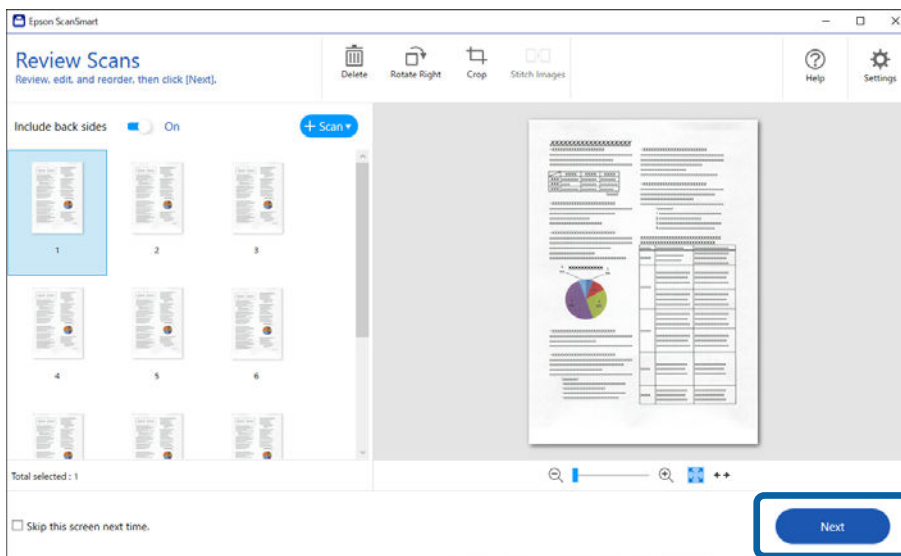 Epson ScanSmart
Review Scans
Review, edit, and reorder, then click [Next].
Delete
Rotate Right
Crop
Stitch Images
Help
Settings
Include back sides
On
+ Scan
1
2
3
4
5
6
Total selected : 1
Skip this screen next time.
Next